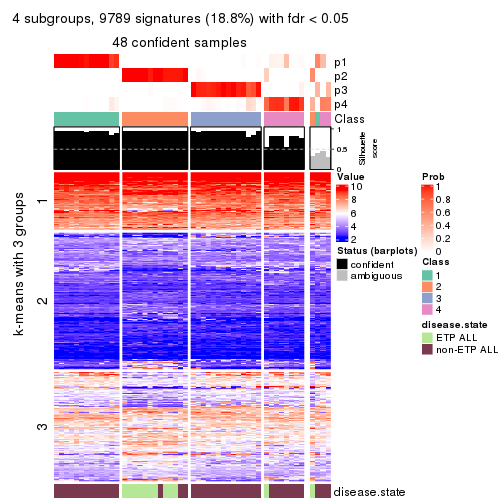 4 subgroups, 9789 signatures (18.8%) with fdr < 0.05
48 confident samples
p1
p2
p3
p4
Class
1
0.5
0
Silhouette
score
k-means with 3 groups
1
2
3
disease.state
Value
10
8
6
4
2
Status (barplots)
confident
ambiguous
Prob
1
0.8
0.6
0.4
0.2
0
Class
1
2
3
4
disease.state
ETP ALL
non-ETP ALL